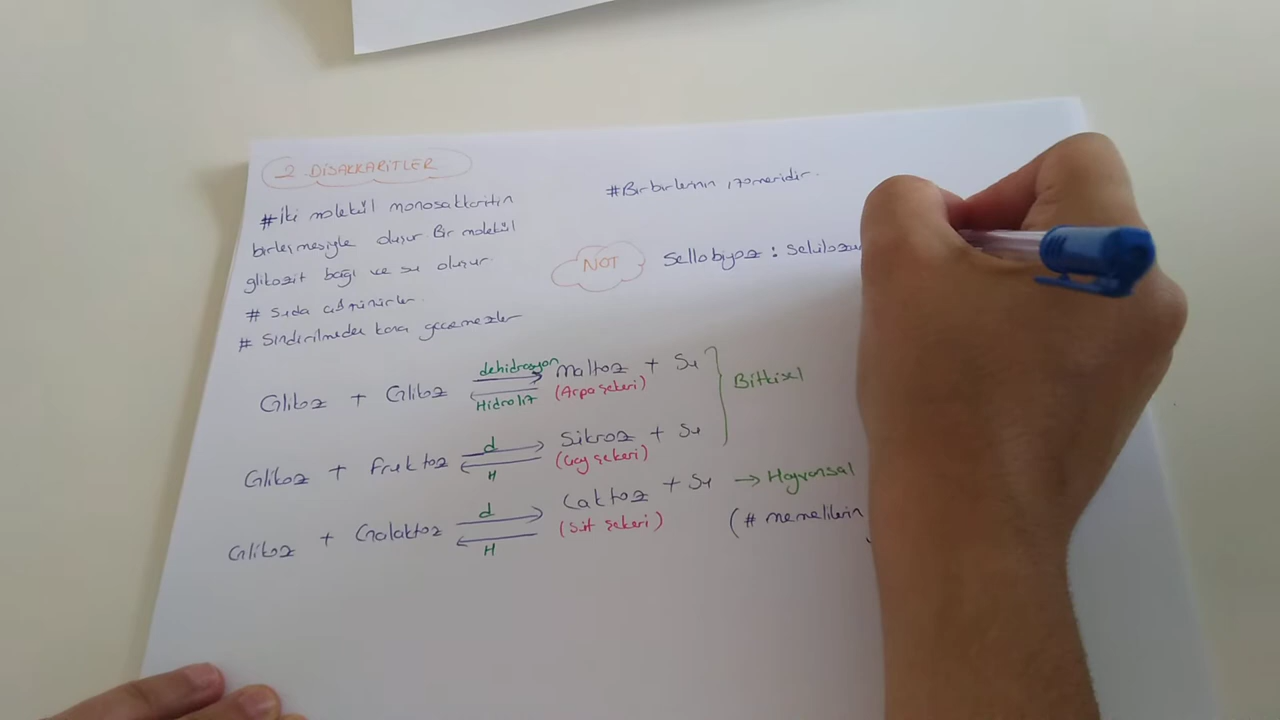 2. DİSAKKARİTLER
#İki molekül monosakkaritin
birleşmesiyle oluşur Bir molekül
glikozit bağı ve su oluşur.
# Suda çözünürler.
# Sindirilmeden kana geçemezler
#Birbirlerinin izomeridir.
NOT
Sellobiyoz : Selülozu
Glikoz + Glikoz dehidrasyon Maltoz + Su
Hidroliz (Arpa şekeri)
Bitkisel
Glikoz + Fruktoz d Sükroz + Su
H (Çay şekeri)
Glikoz + Galaktoz d Laktoz + Su → Hayvansal
H (Süt şekeri) (# memelilerin